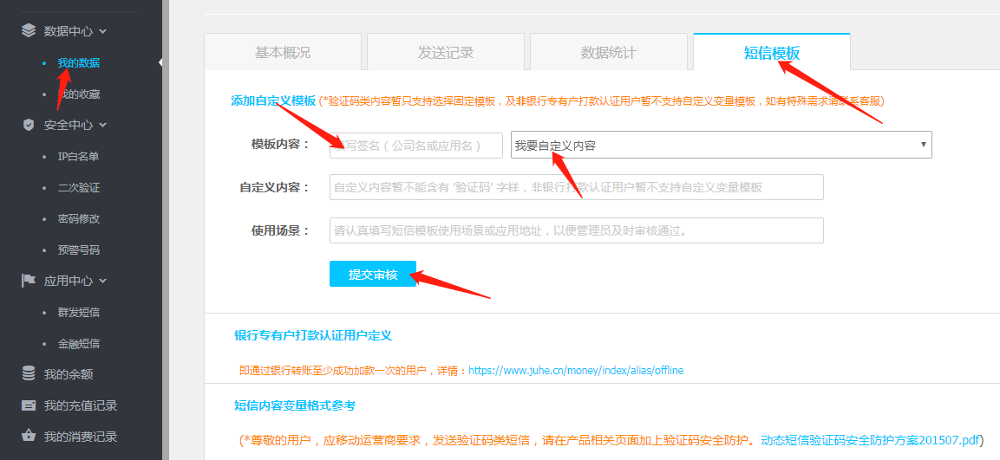 数据中心
我的数据
我的收藏
安全中心
IP白名单
二次验证
密码修改
预警号码
应用中心
群发短信
金融短信
我的余额
我的充值记录
我的消费记录
基本概况 发送记录 数据统计 短信模板
添加自定义模板 (*验证码类内容暂只支持选择固定模板，及非银行专有户打款认证用户暂不支持自定义变量模板，如有特殊需求请联系客服)
模板内容： 填写签名（公司名或应用名） 我要自定义内容
自定义内容： 自定义内容暂不能含有 '验证码' 字样，非银行打款认证用户暂不支持自定义变量模板
使用场景： 请认真填写短信模板使用场景或应用地址，以便管理员及时审核通过。
提交审核
银行专有户打款认证用户定义
即通过银行转账至少成功加款一次的用户，详情：https://www.juhe.cn/money/index/alias/offline
短信内容变量格式参考
(*尊敬的用户，应移动运营商要求，发送验证码类短信，请在产品相关页面加上验证码安全防护。动态短信验证码安全防护方案201507.pdf)